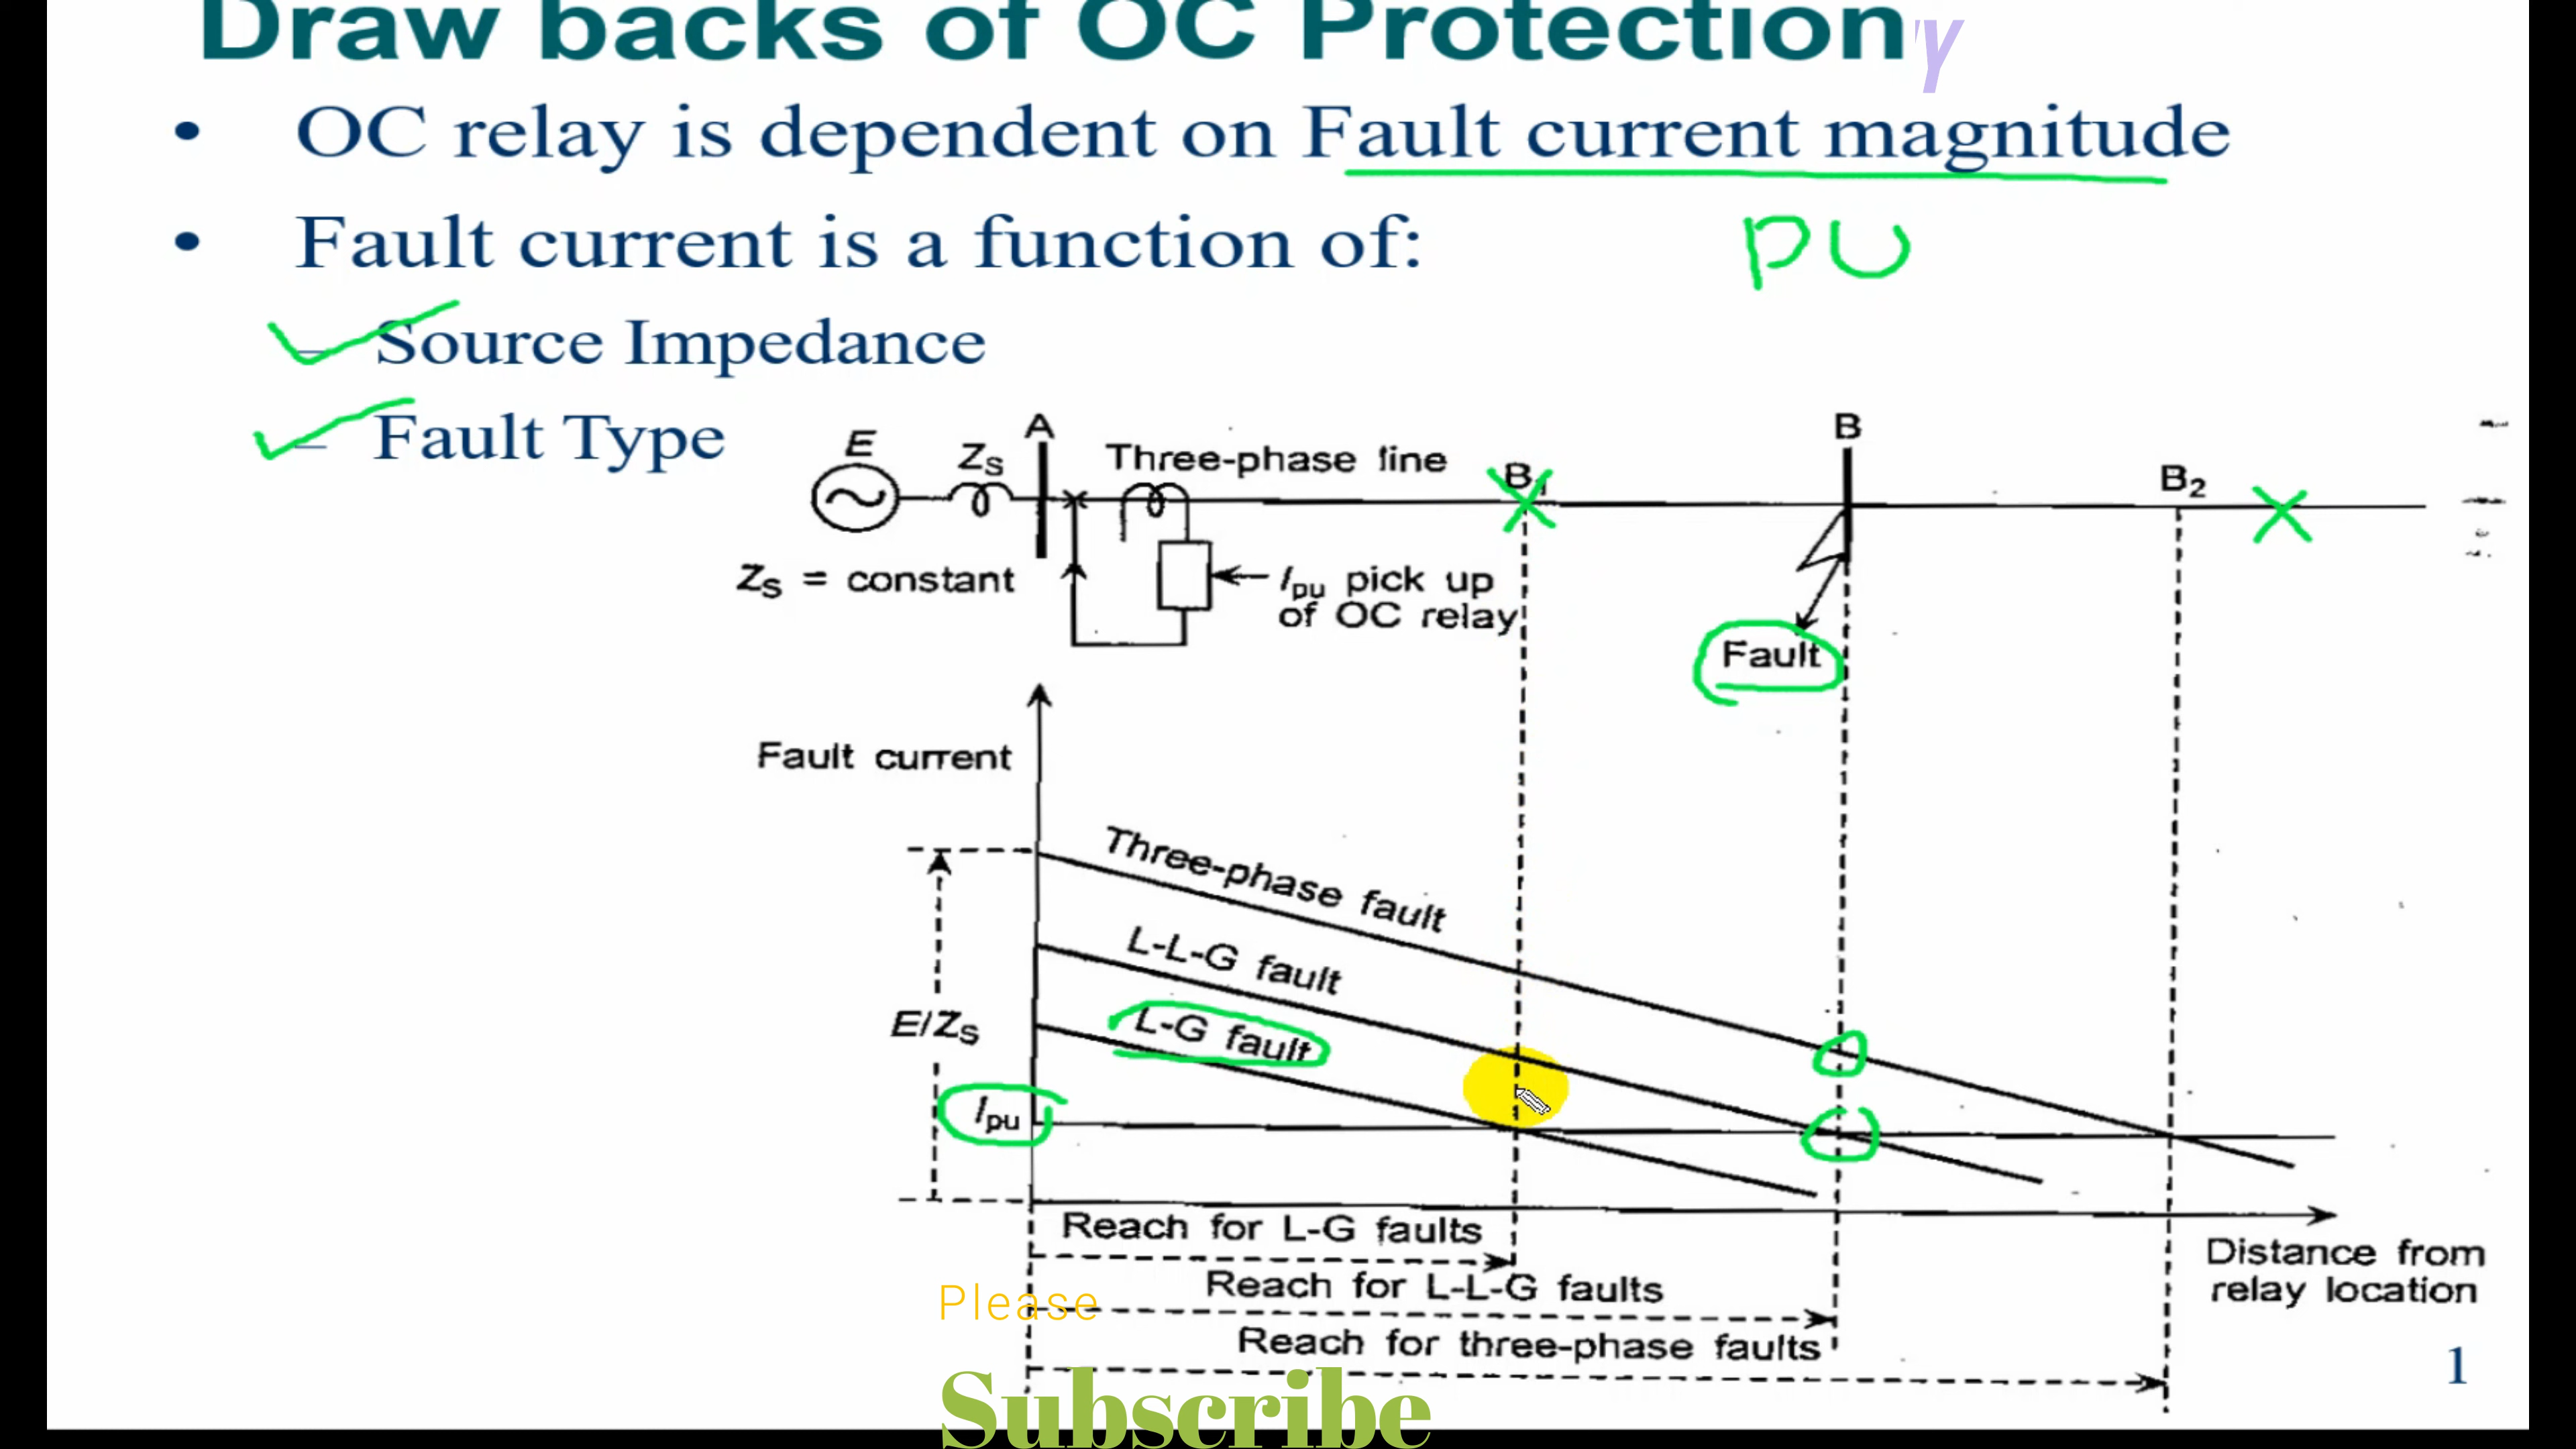 Draw backs of OC Protection
• OC relay is dependent on Fault current magnitude
• Fault current is a function of:
PU
– Source Impedance
– Fault Type
E
ZS
A
Three-phase line
B1
B
B2
ZS = constant
Ipu pick up
of OC relay
Fault
Fault current
Three-phase fault
L-L-G fault
L-G fault
E/ZS
Ipu
Reach for L-G faults
Reach for L-L-G faults
Reach for three-phase faults
Distance from
relay location
Please
Subscribe
1